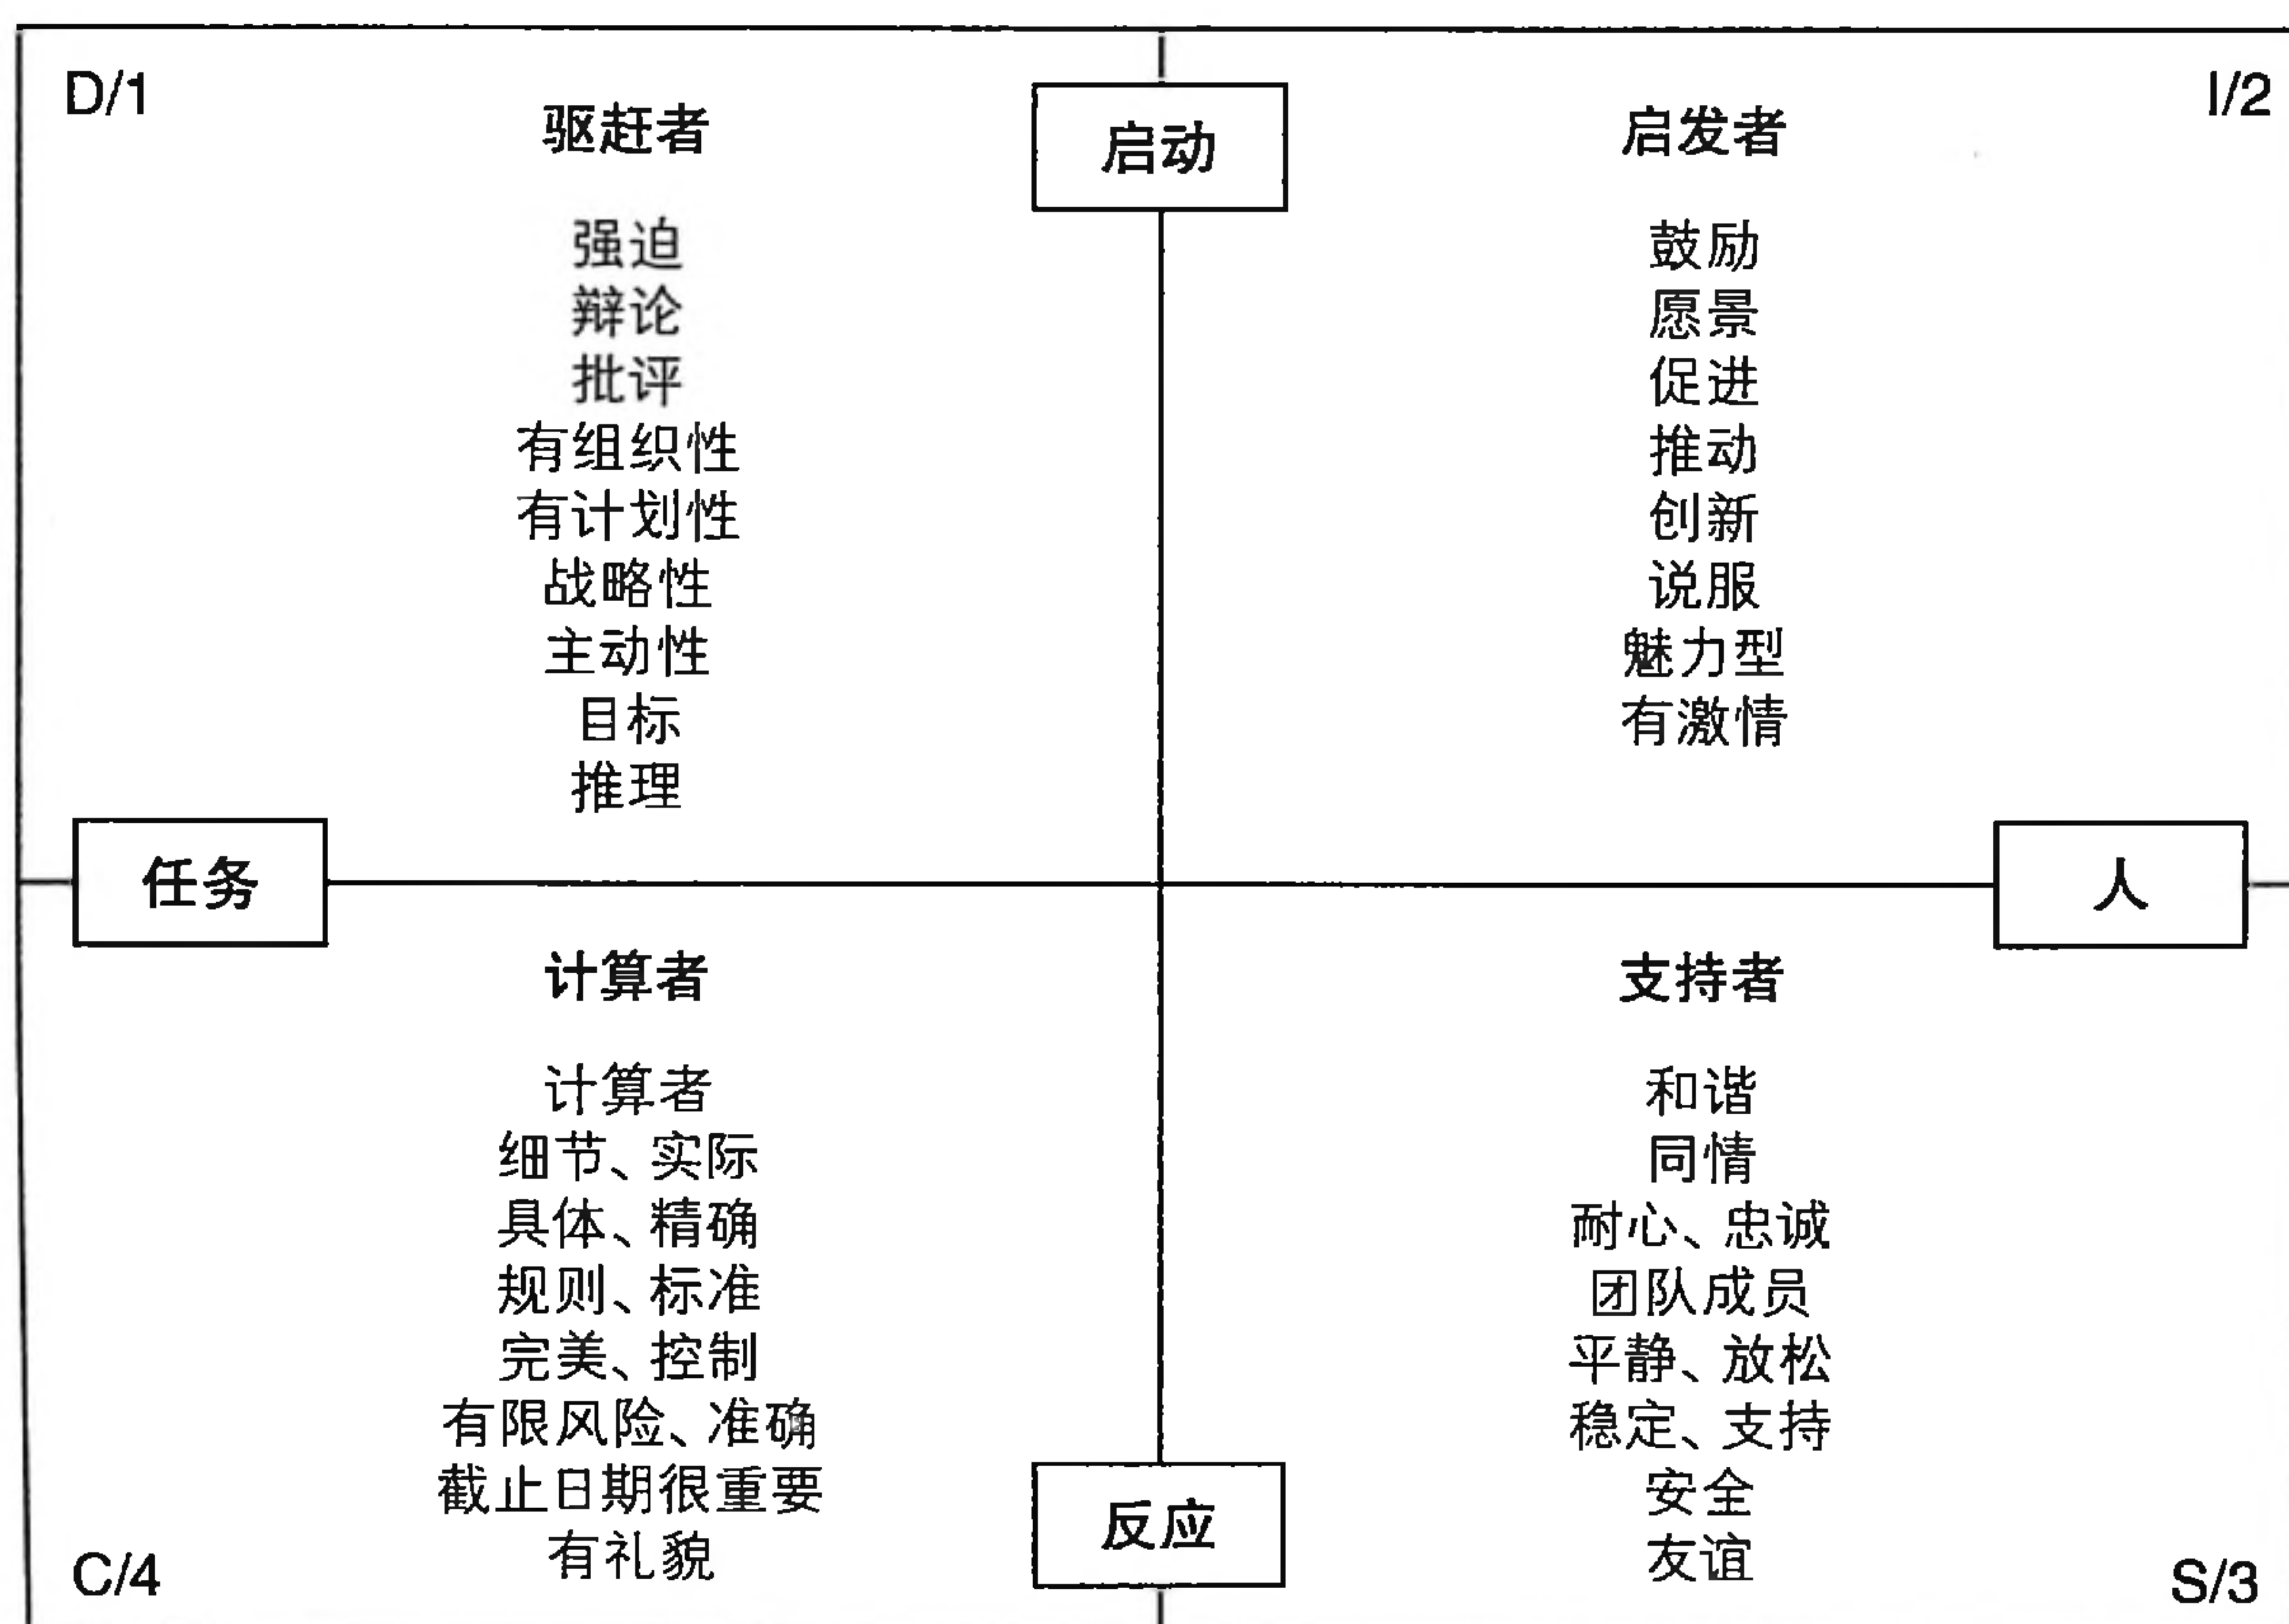 D/1
驱赶者
强迫
辩论
批评
有组织性
有计划性
战略性
主动性
目标
推理
启动
I/2
启发者
鼓励
愿景
促进
推动
创新
说服
魅力型
有激情
任务
人
计算者
计算者
细节、实际
具体、精确
规则、标准
完美、控制
有限风险、准确
截止日期很重要
有礼貌
C/4
反应
支持者
和谐
同情
耐心、忠诚
团队成员
平静、放松
稳定、支持
安全
友谊
S/3